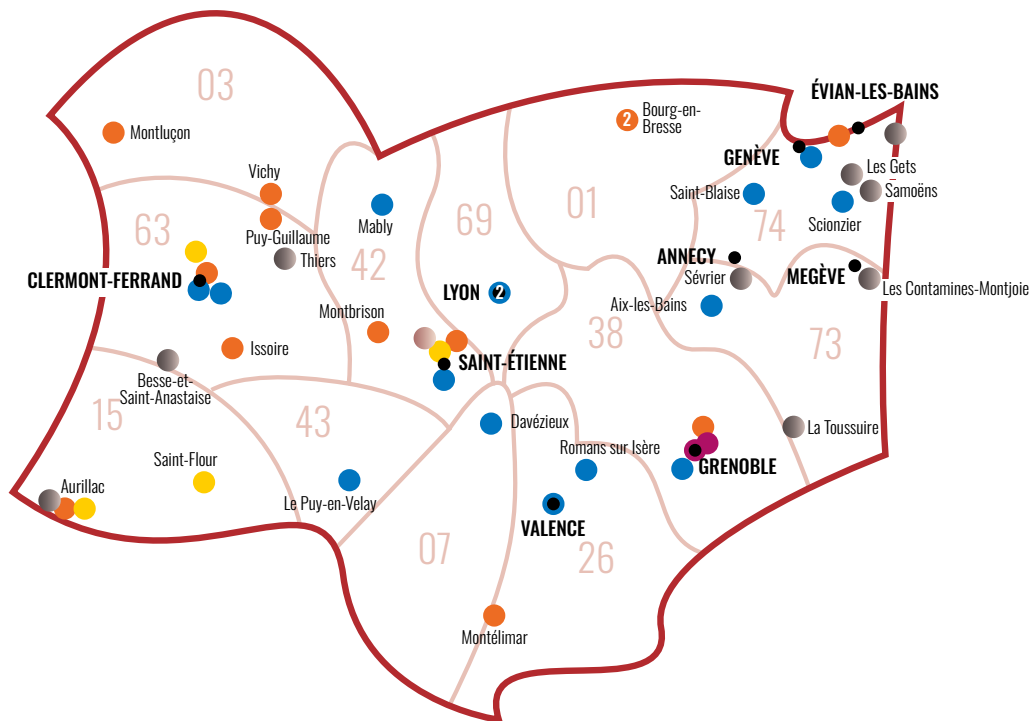 03
ÉVIAN-LES-BAINS
2
Bourg-en-
Bresse
Montluçon
GENÈVE
Les Gets
Vichy
Saint-Blaise
Samoëns
01
69
63
Mably
Scionzier
74
Puy-Guillaume
Thiers
42
ANNECY
Sévrier
MEGÈVE
CLERMONT-FERRAND
Les Contamines-Montjoie
LYON
2
Aix-les-Bains
Montbrison
38
73
Issoire
SAINT-ÉTIENNE
Besse-et-
Saint-Anastaise
15
43
Davézieux
La Toussuire
Romans sur Isère
Saint-Flour
GRENOBLE
Aurillac
Le Puy-en-Velay
VALENCE
07
26
Montélimar